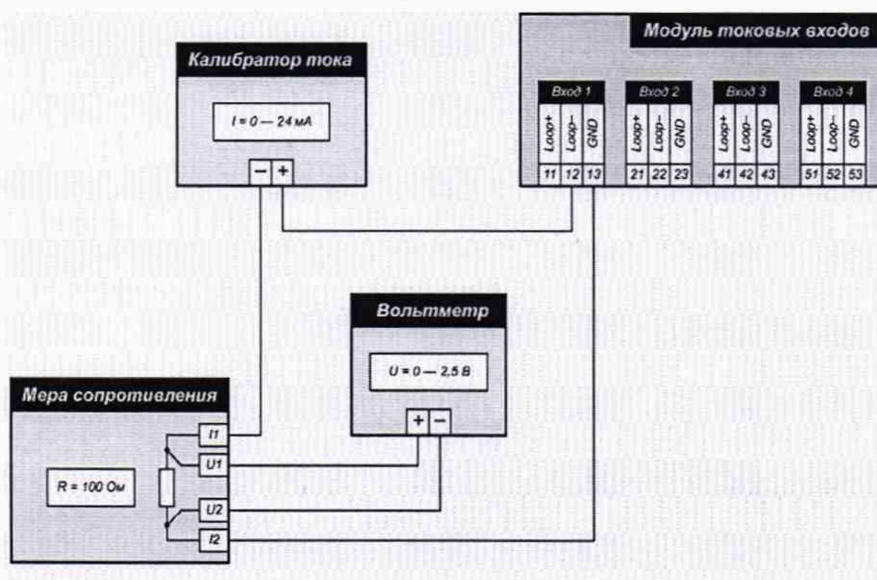 Модуль токовых входов
Калибратор тока
I = 0 — 24 мА
– +
Вход 1 Вход 2 Вход 3 Вход 4
Loop+ Loop– GND Loop+ Loop– GND Loop+ Loop– GND Loop+ Loop– GND
11 12 13 21 22 23 41 42 43 51 52 53
Вольтметр
U = 0 — 2,5 В
+ –
Мера сопротивления
R = 100 Ом
I1
U1
U2
I2